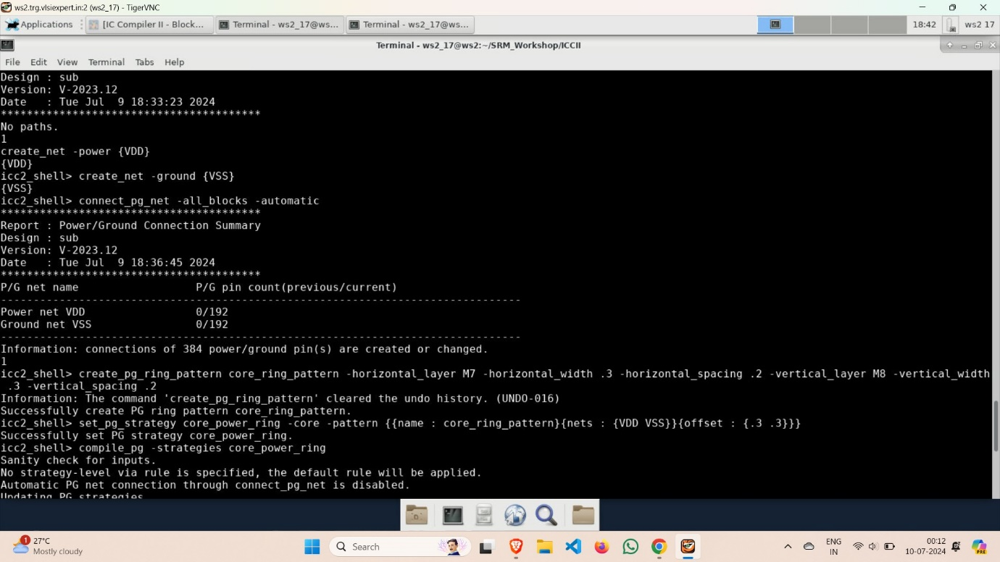 ws2.trg.vlsiexpert.in:2 (ws2_17) - TigerVNC
Applications
[IC Compiler II - Block...
Terminal - ws2_17@ws...
Terminal - ws2_17@ws...
18:42
ws2 17
Terminal - ws2_17@ws2:~/SRM_Workshop/ICCII
File Edit View Terminal Tabs Help
Design : sub
Version: V-2023.12
Date   : Tue Jul  9 18:33:23 2024
****************************************
No paths.
1
create_net -power {VDD}
{VDD}
icc2_shell> create_net -ground {VSS}
{VSS}
icc2_shell> connect_pg_net -all_blocks -automatic
****************************************
Report : Power/Ground Connection Summary
Design : sub
Version: V-2023.12
Date   : Tue Jul  9 18:36:45 2024
****************************************
P/G net name                  P/G pin count(previous/current)
--------------------------------------------------------------------------------
Power net VDD                 0/192
Ground net VSS                0/192
--------------------------------------------------------------------------------
Information: connections of 384 power/ground pin(s) are created or changed.
1
icc2_shell> create_pg_ring_pattern core_ring_pattern -horizontal_layer M7 -horizontal_width .3 -horizontal_spacing .2 -vertical_layer M8 -vertical_width
 .3 -vertical_spacing .2
Information: The command 'create_pg_ring_pattern' cleared the undo history. (UNDO-016)
Successfully create PG ring pattern core_ring_pattern.
icc2_shell> set_pg_strategy core_power_ring -core -pattern {{name : core_ring_pattern}{nets : {VDD VSS}}{offset : {.3 .3}}}
Successfully set PG strategy core_power_ring.
icc2_shell> compile_pg -strategies core_power_ring
Sanity check for inputs.
No strategy-level via rule is specified, the default rule will be applied.
Automatic PG net connection through connect_pg_net is disabled.
Updating PG strategies.
1
27°C
Mostly cloudy
Search
ENG
IN
00:12
10-07-2024
PRE